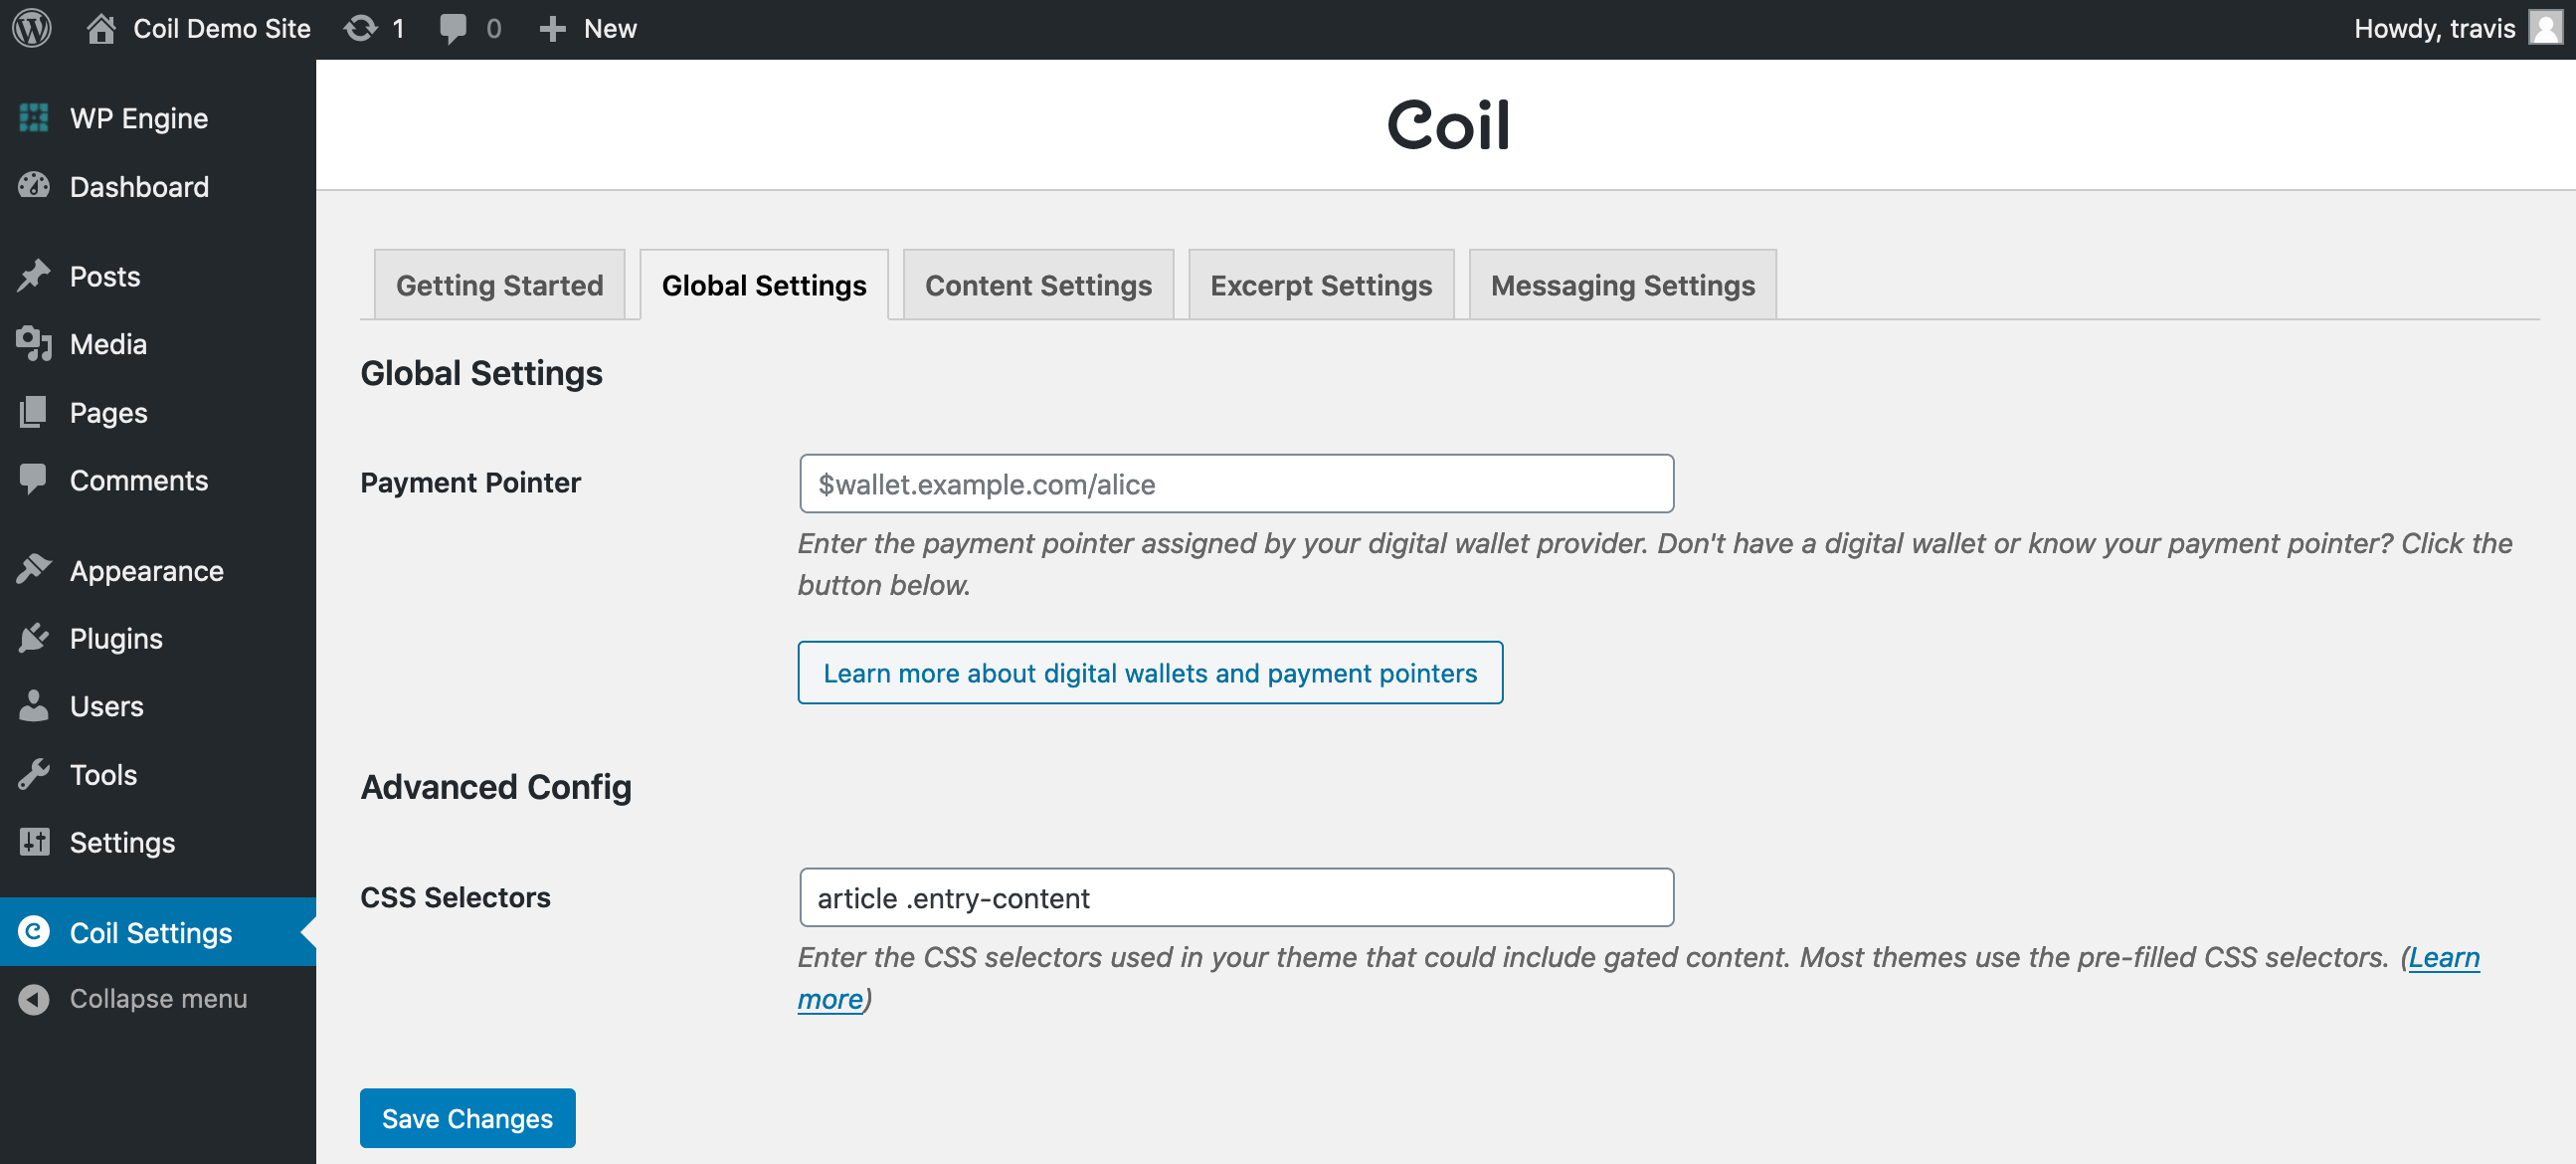 Coil Demo Site 1 0 New Howdy, travis
WP Engine
Dashboard
Posts
Media
Pages
Comments
Appearance
Plugins
Users
Tools
Settings
Coil Settings
Collapse menu
Coil
Getting Started Global Settings Content Settings Excerpt Settings Messaging Settings
Global Settings
Payment Pointer $wallet.example.com/alice
Enter the payment pointer assigned by your digital wallet provider. Don't have a digital wallet or know your payment pointer? Click the
button below.
Learn more about digital wallets and payment pointers
Advanced Config
CSS Selectors article .entry-content
Enter the CSS selectors used in your theme that could include gated content. Most themes use the pre-filled CSS selectors. (Learn
more)
Save Changes